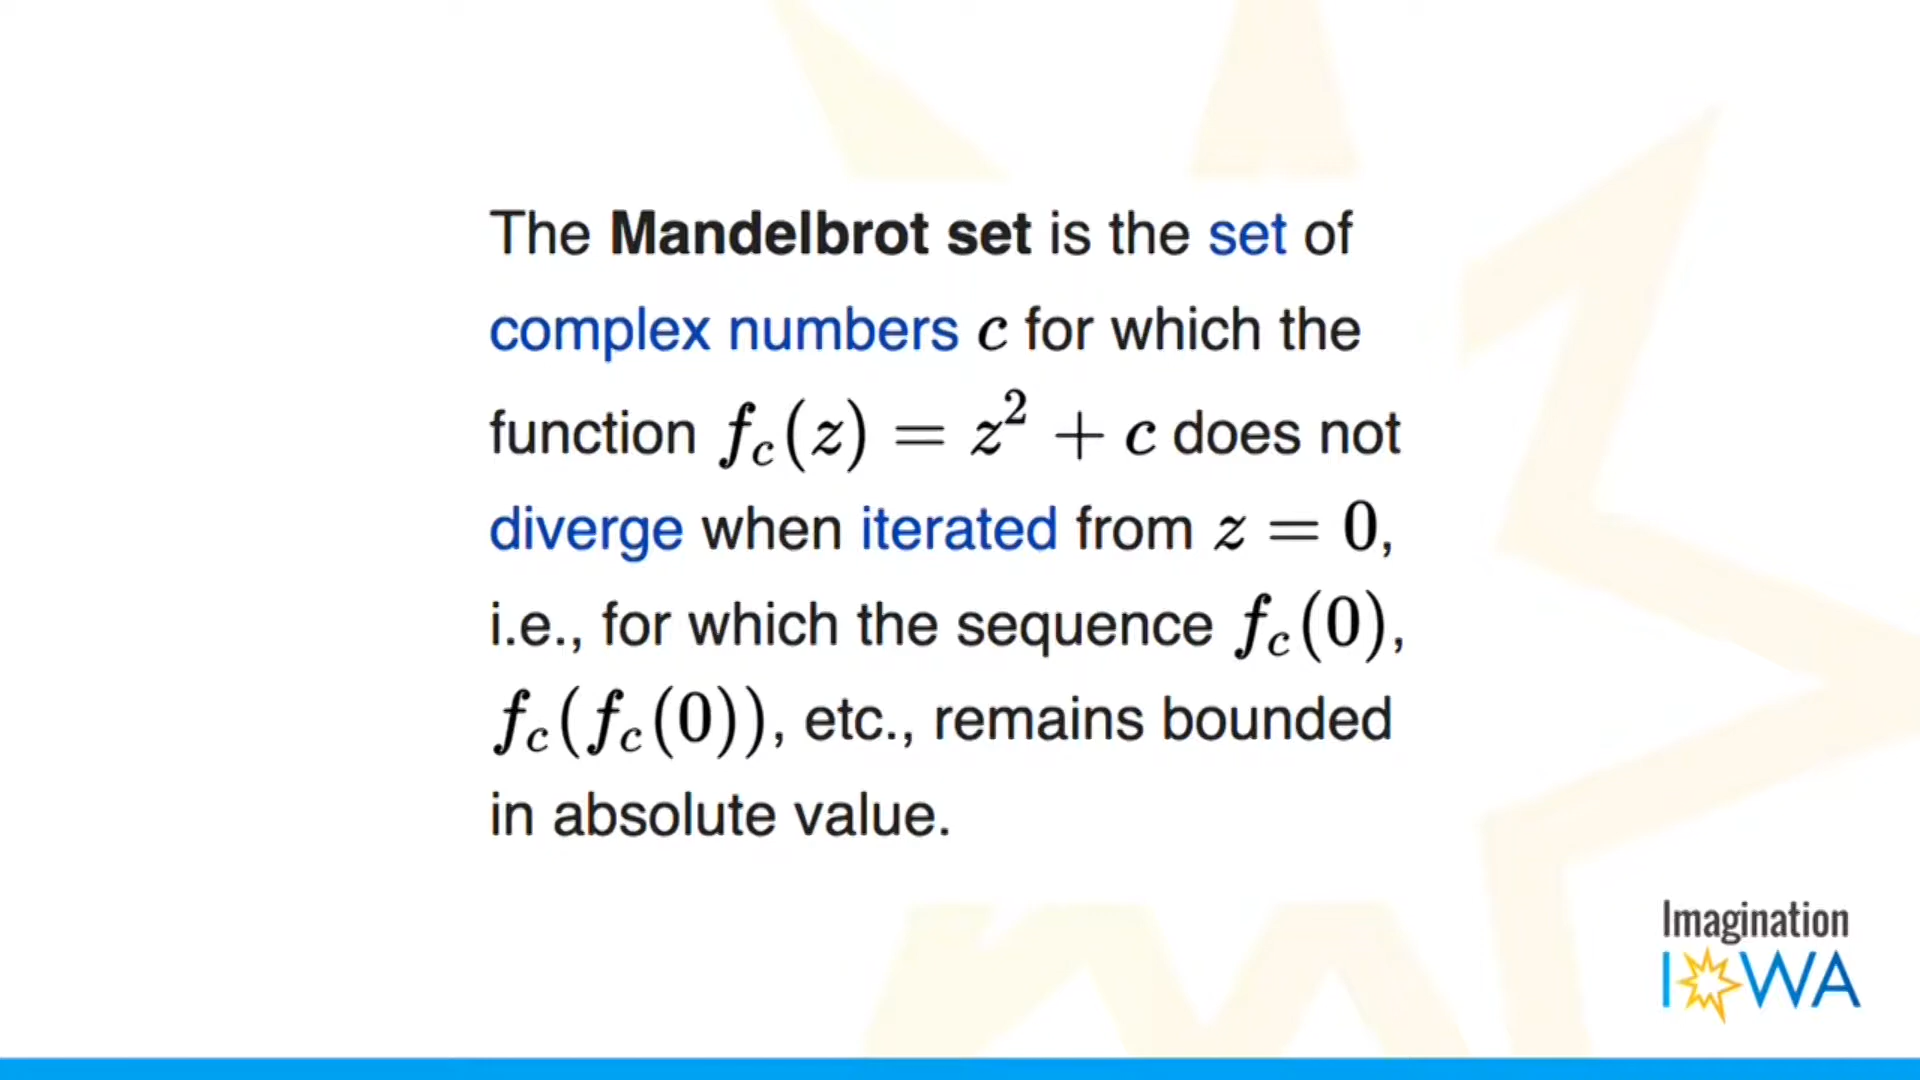 The Mandelbrot set is the set of
complex numbers c for which the
function f_c(z) = z² + c does not
diverge when iterated from z = 0,
i.e., for which the sequence f_c(0),
f_c(f_c(0)), etc., remains bounded
in absolute value.
Imagination
IOWA